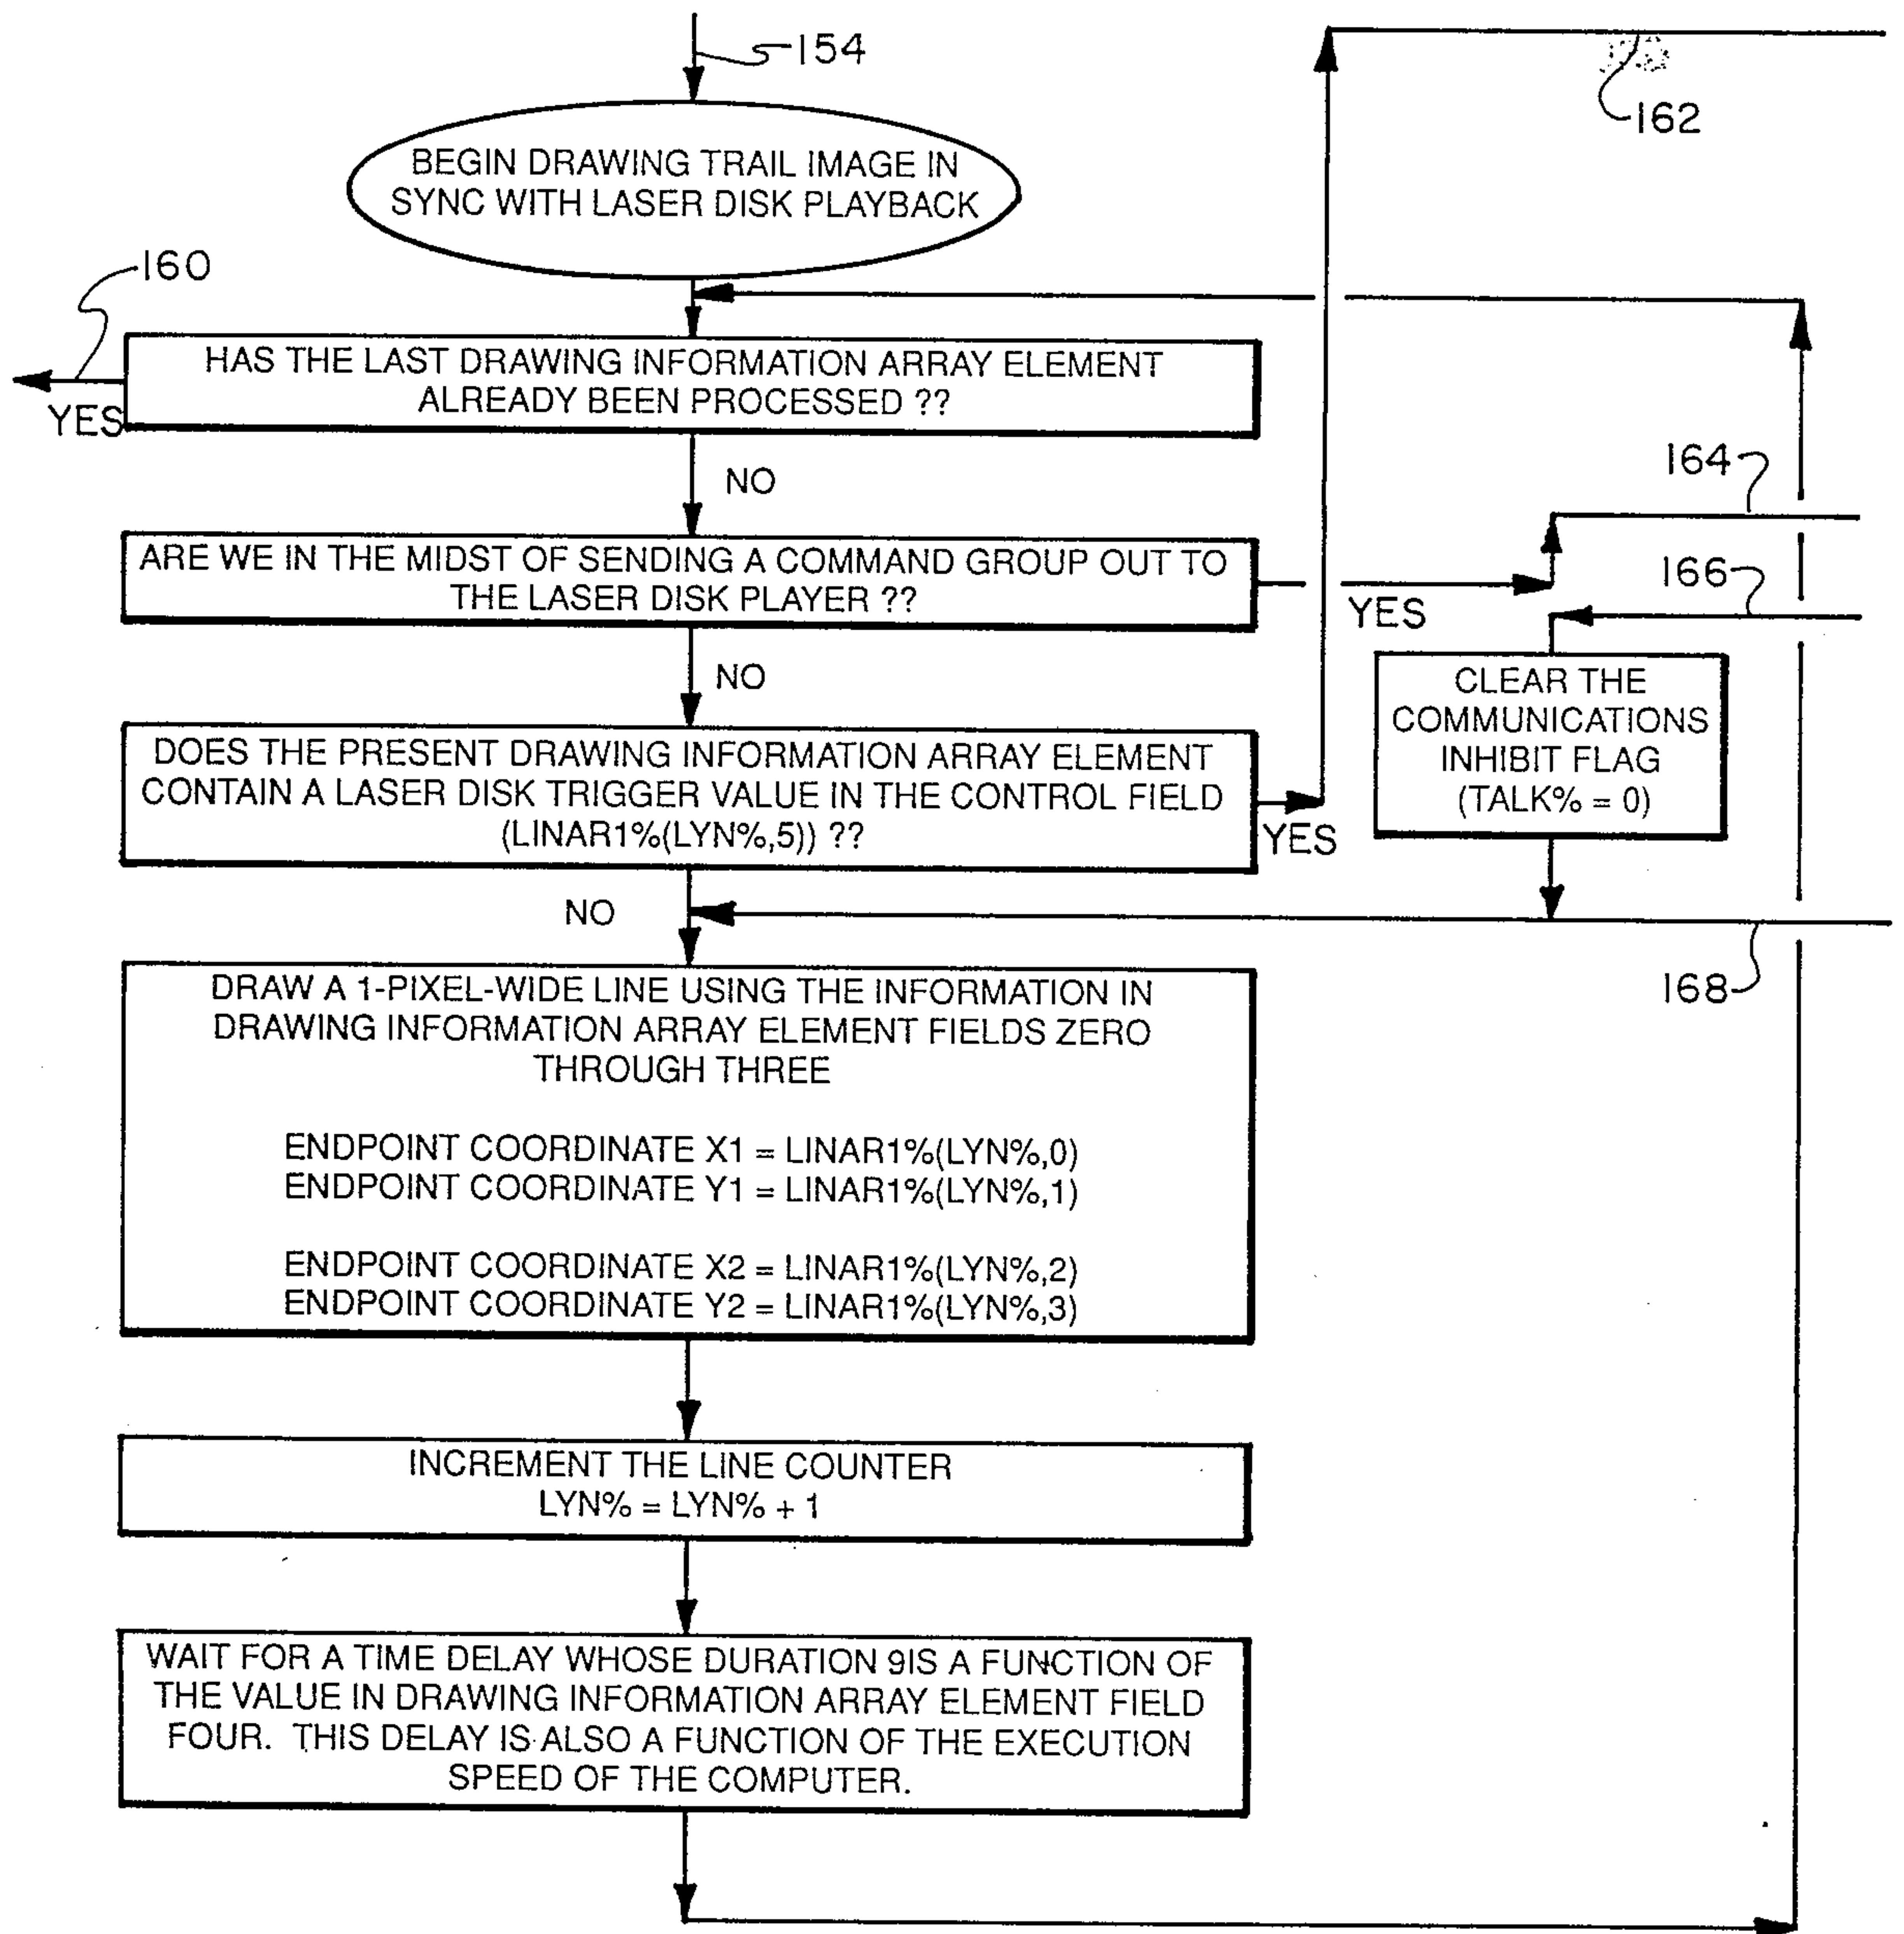 154
162
BEGIN DRAWING TRAIL IMAGE IN
SYNC WITH LASER DISK PLAYBACK
160
HAS THE LAST DRAWING INFORMATION ARRAY ELEMENT
ALREADY BEEN PROCESSED ??
YES
NO
164
ARE WE IN THE MIDST OF SENDING A COMMAND GROUP OUT TO
THE LASER DISK PLAYER ??
YES
166
NO
CLEAR THE
COMMUNICATIONS
INHIBIT FLAG
(TALK% = 0)
DOES THE PRESENT DRAWING INFORMATION ARRAY ELEMENT
CONTAIN A LASER DISK TRIGGER VALUE IN THE CONTROL FIELD
(LINAR1%(LYN%,5)) ??
YES
NO
168
DRAW A 1-PIXEL-WIDE LINE USING THE INFORMATION IN
DRAWING INFORMATION ARRAY ELEMENT FIELDS ZERO
THROUGH THREE
ENDPOINT COORDINATE X1 = LINAR1%(LYN%,0)
ENDPOINT COORDINATE Y1 = LINAR1%(LYN%,1)
ENDPOINT COORDINATE X2 = LINAR1%(LYN%,2)
ENDPOINT COORDINATE Y2 = LINAR1%(LYN%,3)
INCREMENT THE LINE COUNTER
LYN% = LYN% + 1
WAIT FOR A TIME DELAY WHOSE DURATION 9IS A FUNCTION OF
THE VALUE IN DRAWING INFORMATION ARRAY ELEMENT FIELD
FOUR. THIS DELAY IS ALSO A FUNCTION OF THE EXECUTION
SPEED OF THE COMPUTER.